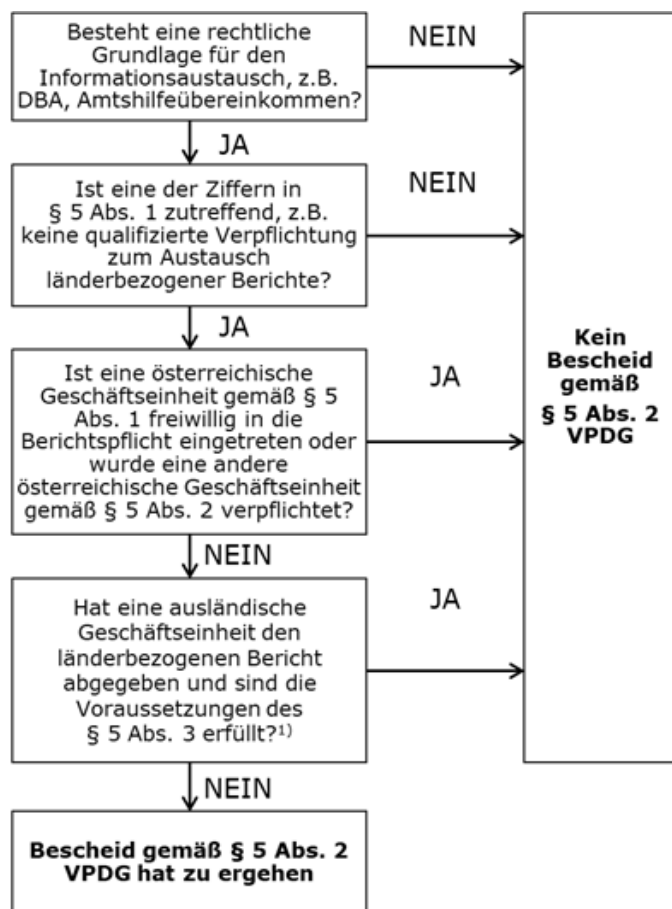 Besteht eine rechtliche
Grundlage für den
Informationsaustausch, z.B.
DBA, Amtshilfeübereinkommen?
NEIN
JA
Ist eine der Ziffern in
§ 5 Abs. 1 zutreffend, z.B.
keine qualifizierte Verpflichtung
zum Austausch
länderbezogener Berichte?
NEIN
JA
Ist eine österreichische
Geschäftseinheit gemäß § 5
Abs. 1 freiwillig in die
Berichtspflicht eingetreten oder
wurde eine andere
österreichische Geschäftseinheit
gemäß § 5 Abs. 2 verpflichtet?
JA
NEIN
Hat eine ausländische
Geschäftseinheit den
länderbezogenen Bericht
abgegeben und sind die
Voraussetzungen des
§ 5 Abs. 3 erfüllt?¹⁾
JA
NEIN
Bescheid gemäß § 5 Abs. 2
VPDG hat zu ergehen
Kein
Bescheid
gemäß
§ 5 Abs. 2
VPDG